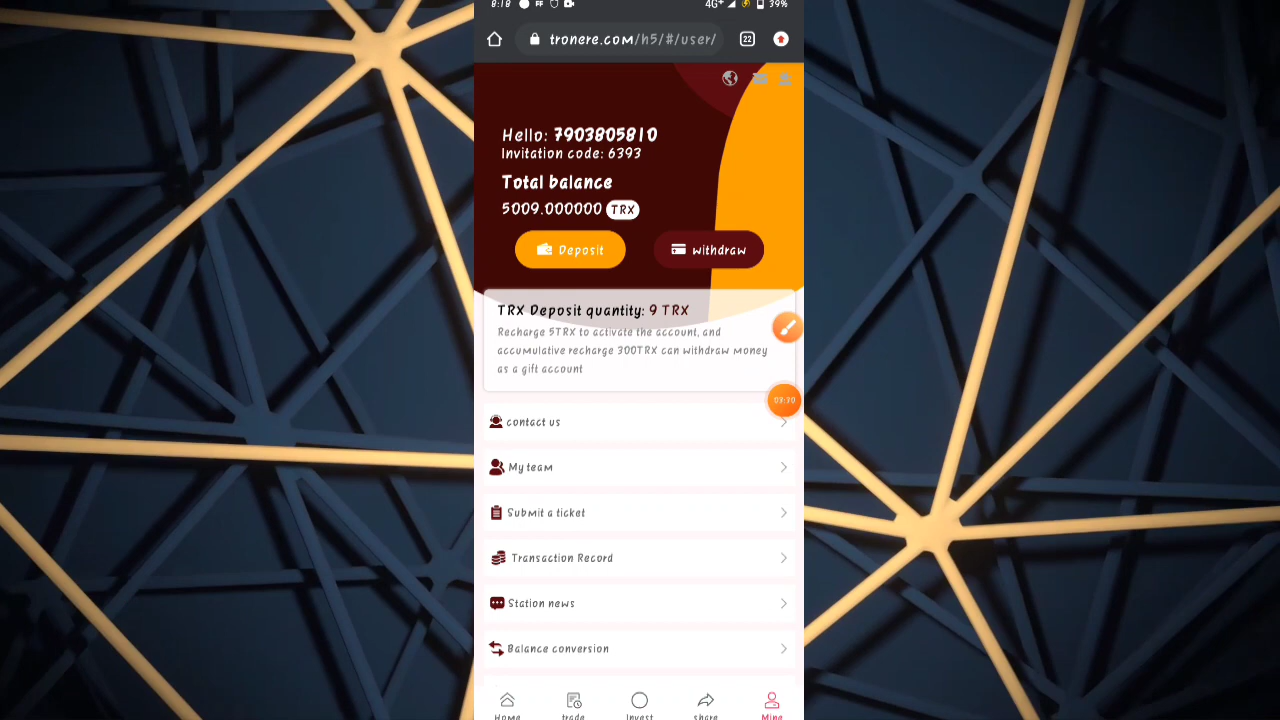 8:18 FF 4G+ 39%
tronere.com/h5/#/user/ 22
Hello: 7903805810
Invitation code: 6393
Total balance
5009.000000 TRX
Deposit withdraw
TRX Deposit quantity: 9 TRX
Recharge 5TRX to activate the account, and
accumulative recharge 300TRX can withdraw money
as a gift account
contact us
My team
Submit a ticket
Transaction Record
Station news
Balance conversion
Home trade Invest share Mine